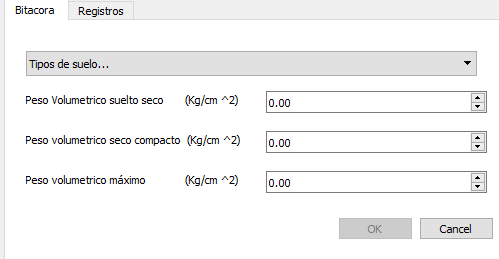 Bitacora Registros
Tipos de suelo...
Peso Volumetrico suelto seco (Kg/cm ^2) 0.00
Peso volumetrico seco compacto (Kg/cm ^2) 0.00
Peso volumetrico máximo (Kg/cm ^2) 0.00
OK Cancel